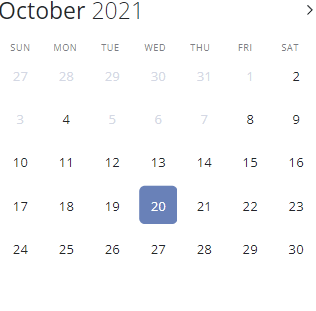 October 2021
SUN MON TUE WED THU FRI SAT
27 28 29 30 31 1 2
3 4 5 6 7 8 9
10 11 12 13 14 15 16
17 18 19 20 21 22 23
24 25 26 27 28 29 30